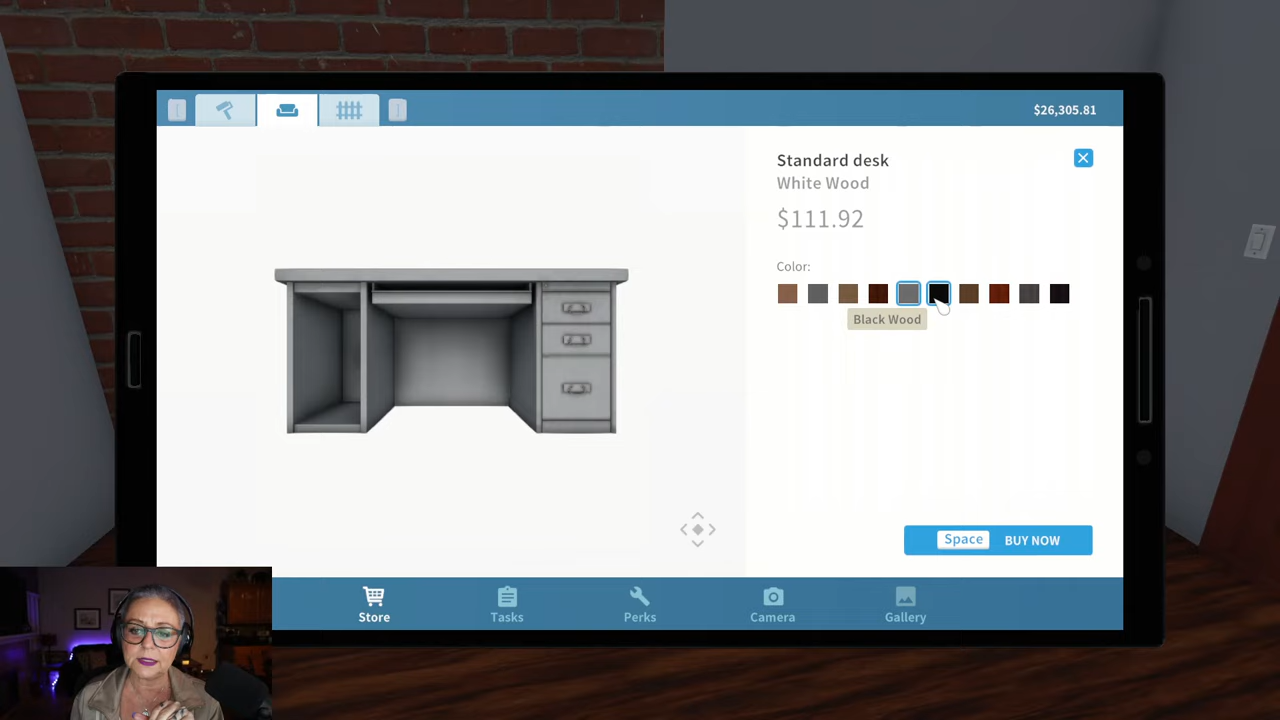 $26,305.81
Standard desk
White Wood
$111.92
Color:
Black Wood
Space BUY NOW
Store Tasks Perks Camera Gallery